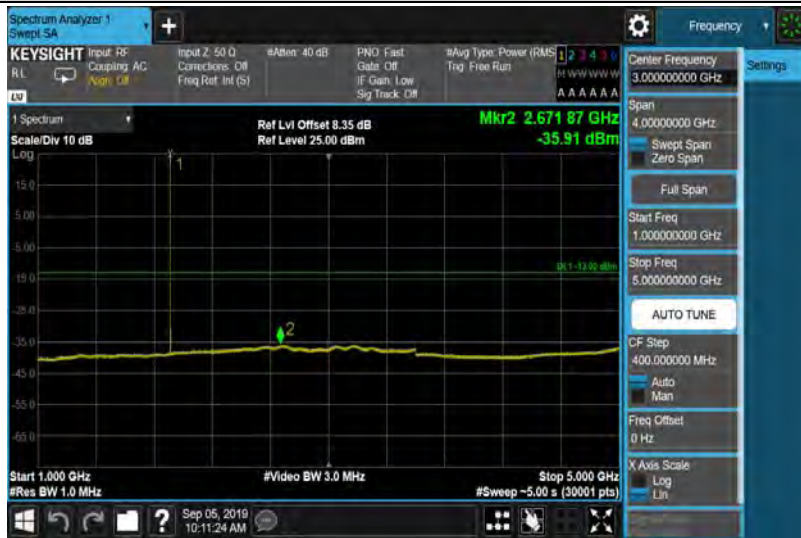 Spectrum Analyzer 1
Swept SA
+
Frequency
KEYSIGHT
Input: RF
Input Z: 50 Ω
#Atten: 40 dB
PNO: Fast
#Avg Type: Power (RMS
1 2 3 4 5 6
RL
Coupling: AC
Corrections: Off
Gate: Off
Trig: Free Run
M W W W W W
Align: Off
Freq Ref: Int (S)
IF Gain: Low
Sig Track: Off
A A A A A A
LXI
1 Spectrum
Ref Lvl Offset 8.35 dB
Mkr2 2.671 87 GHz
Scale/Div 10 dB
Ref Level 25.00 dBm
-35.91 dBm
Log
1
15.0
5.00
-5.00
DL1 -13.00 dBm
-15.0
-25.0
2
-35.0
-45.0
-55.0
-65.0
Start 1.000 GHz
#Video BW 3.0 MHz
Stop 5.000 GHz
#Res BW 1.0 MHz
#Sweep ~5.00 s (30001 pts)
?
Sep 05, 2019
10:11:24 AM
Center Frequency
3.000000000 GHz
Settings
Span
4.00000000 GHz
Swept Span
Zero Span
Full Span
Start Freq
1.000000000 GHz
Stop Freq
5.000000000 GHz
AUTO TUNE
CF Step
400.000000 MHz
Auto
Man
Freq Offset
0 Hz
X Axis Scale
Log
Lin